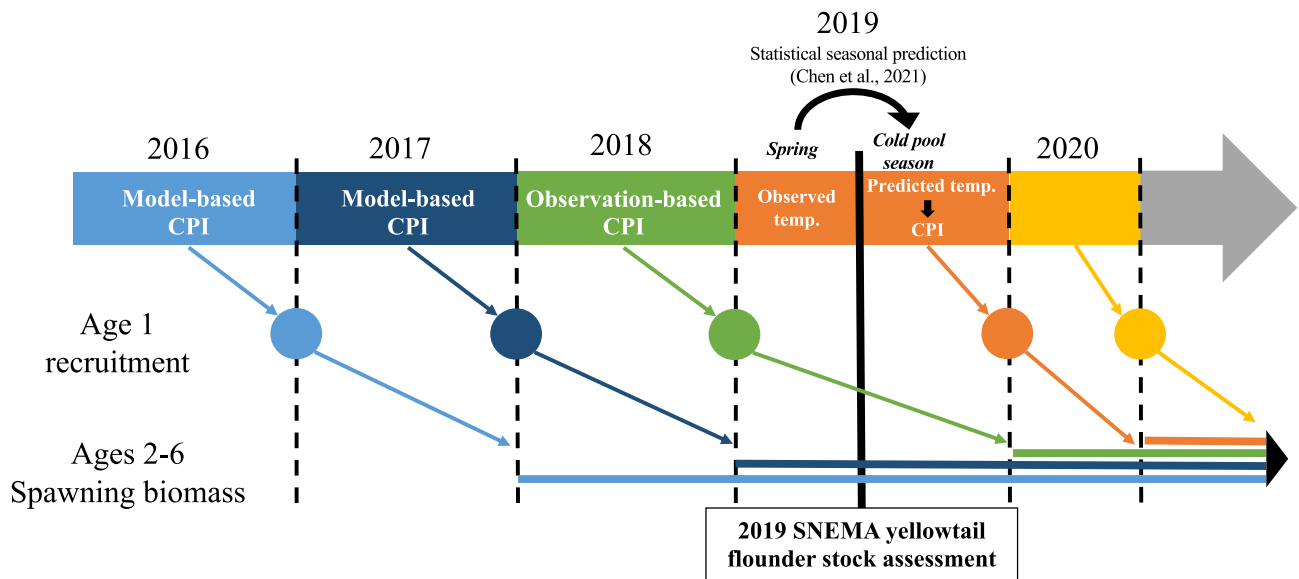 2019
Statistical seasonal prediction
(Chen et al., 2021)
2016
2017
2018
Spring
Cold pool
season
2020
Model-based
CPI
Model-based
CPI
Observation-based
CPI
Observed
temp.
Predicted temp.
CPI
Age 1
recruitment
Ages 2-6
Spawning biomass
2019 SNEMA yellowtail
flounder stock assessment